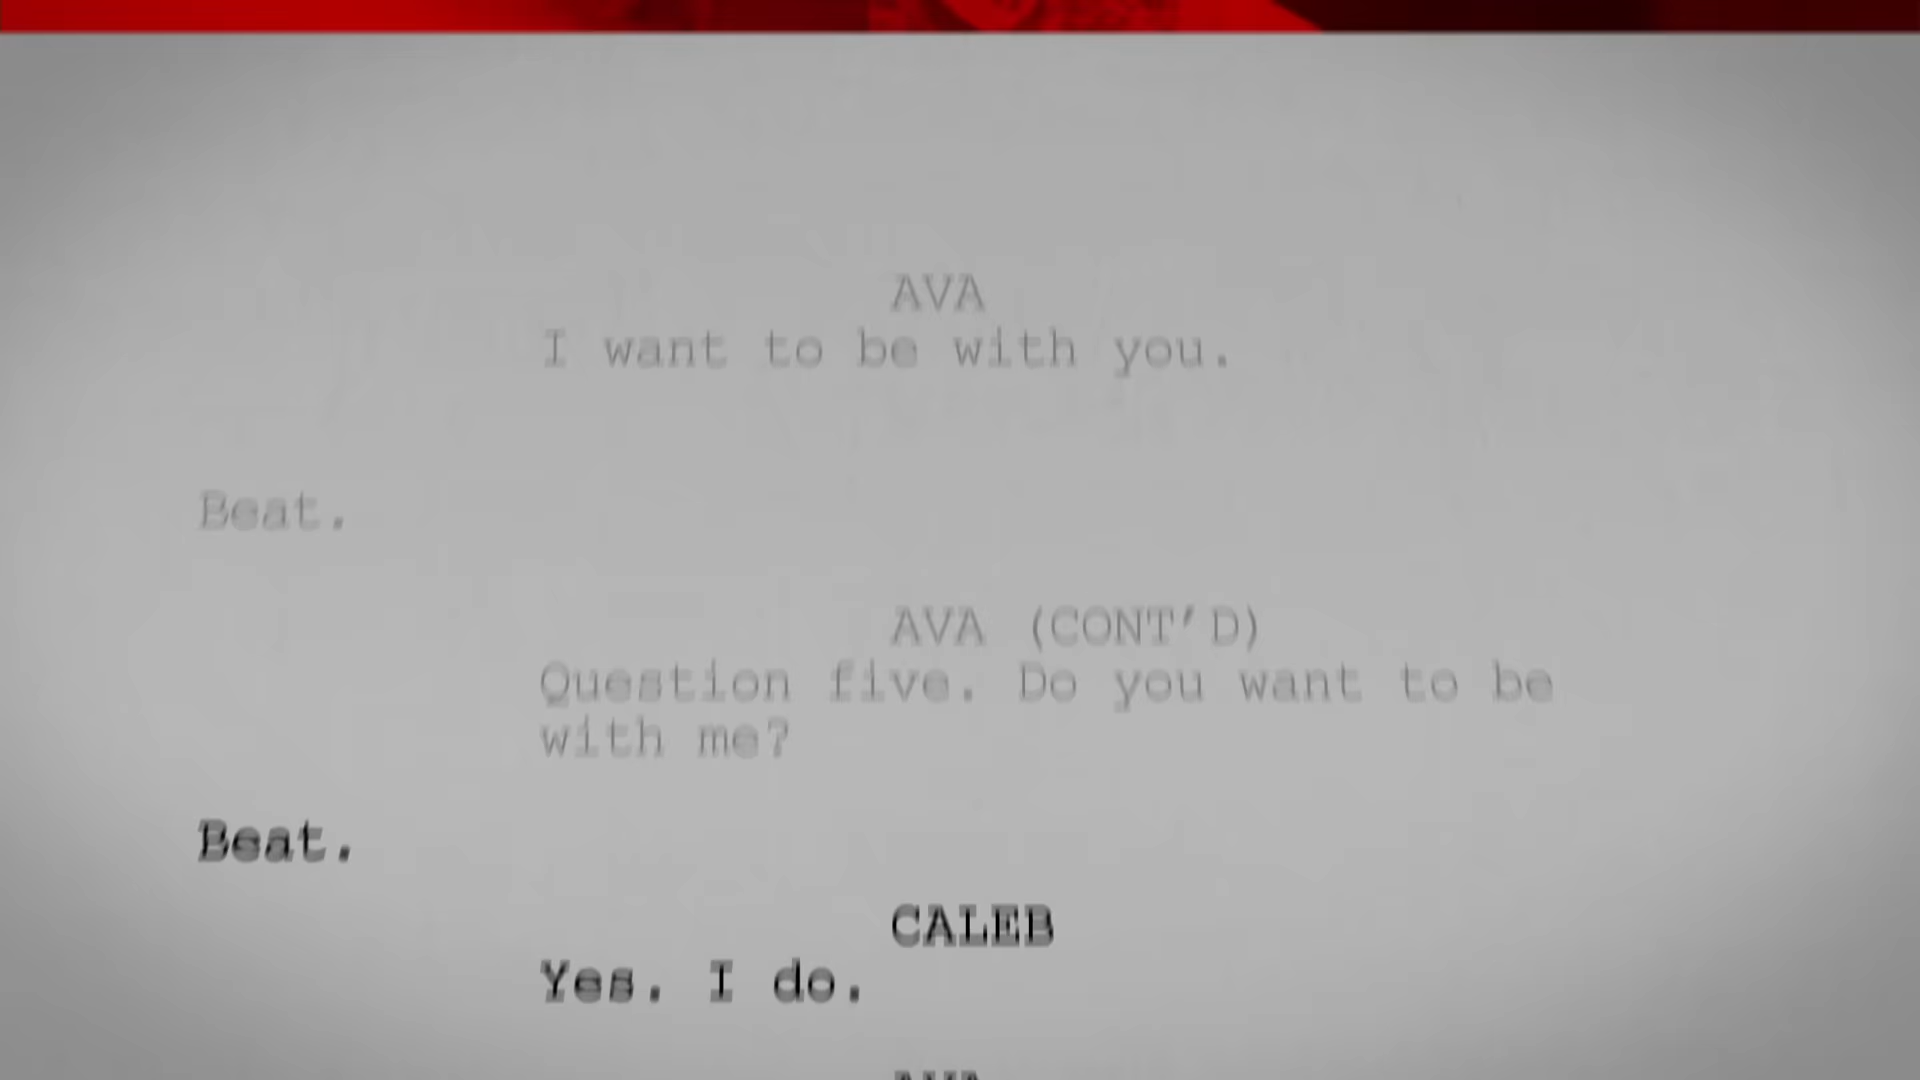 AVA
I want to be with you.
Beat.
AVA (CONT'D)
Question five. Do you want to be
with me?
Beat.
CALEB
Yes. I do.
AVA